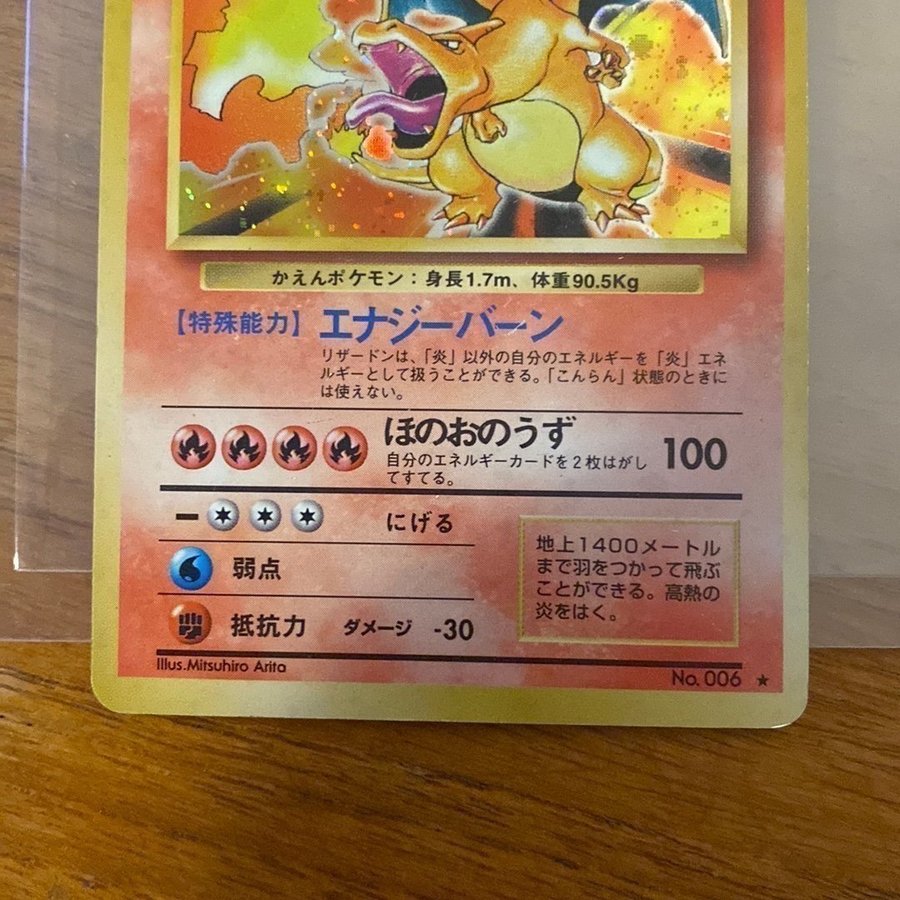 かえんポケモン：身長1.7m、体重90.5Kg
【特殊能力】エナジーバーン
リザードンは、「炎」以外の自分のエネルギーを「炎」エネ
ルギーとして扱うことができる。「こんらん」状態のときに
は使えない。
ほのおのうず 100
自分のエネルギーカードを2枚はがし
てすてる。
ー にげる
弱点
抵抗力 ダメージ -30
地上1400メートル
まで羽をつかって飛ぶ
ことができる。高熱の
炎をはく。
Illus.Mitsuhiro Arita
No. 006 ★